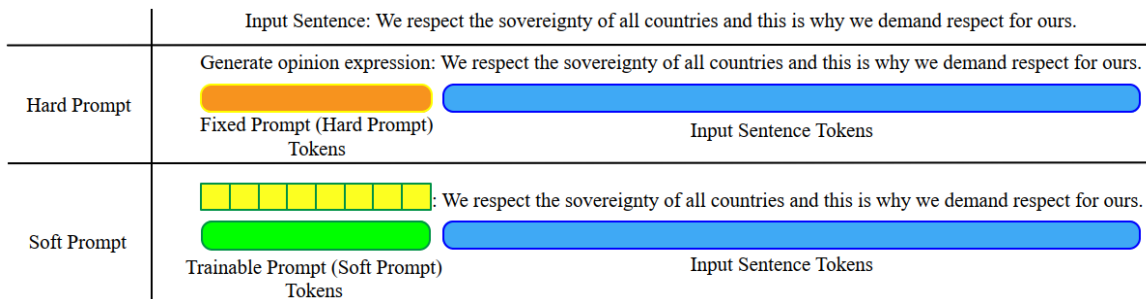 Input Sentence: We respect the sovereignty of all countries and this is why we demand respect for ours.
Hard Prompt
Generate opinion expression: We respect the sovereignty of all countries and this is why we demand respect for ours.
Fixed Prompt (Hard Prompt)
Tokens
Input Sentence Tokens
Soft Prompt
: We respect the sovereignty of all countries and this is why we demand respect for ours.
Trainable Prompt (Soft Prompt)
Tokens
Input Sentence Tokens